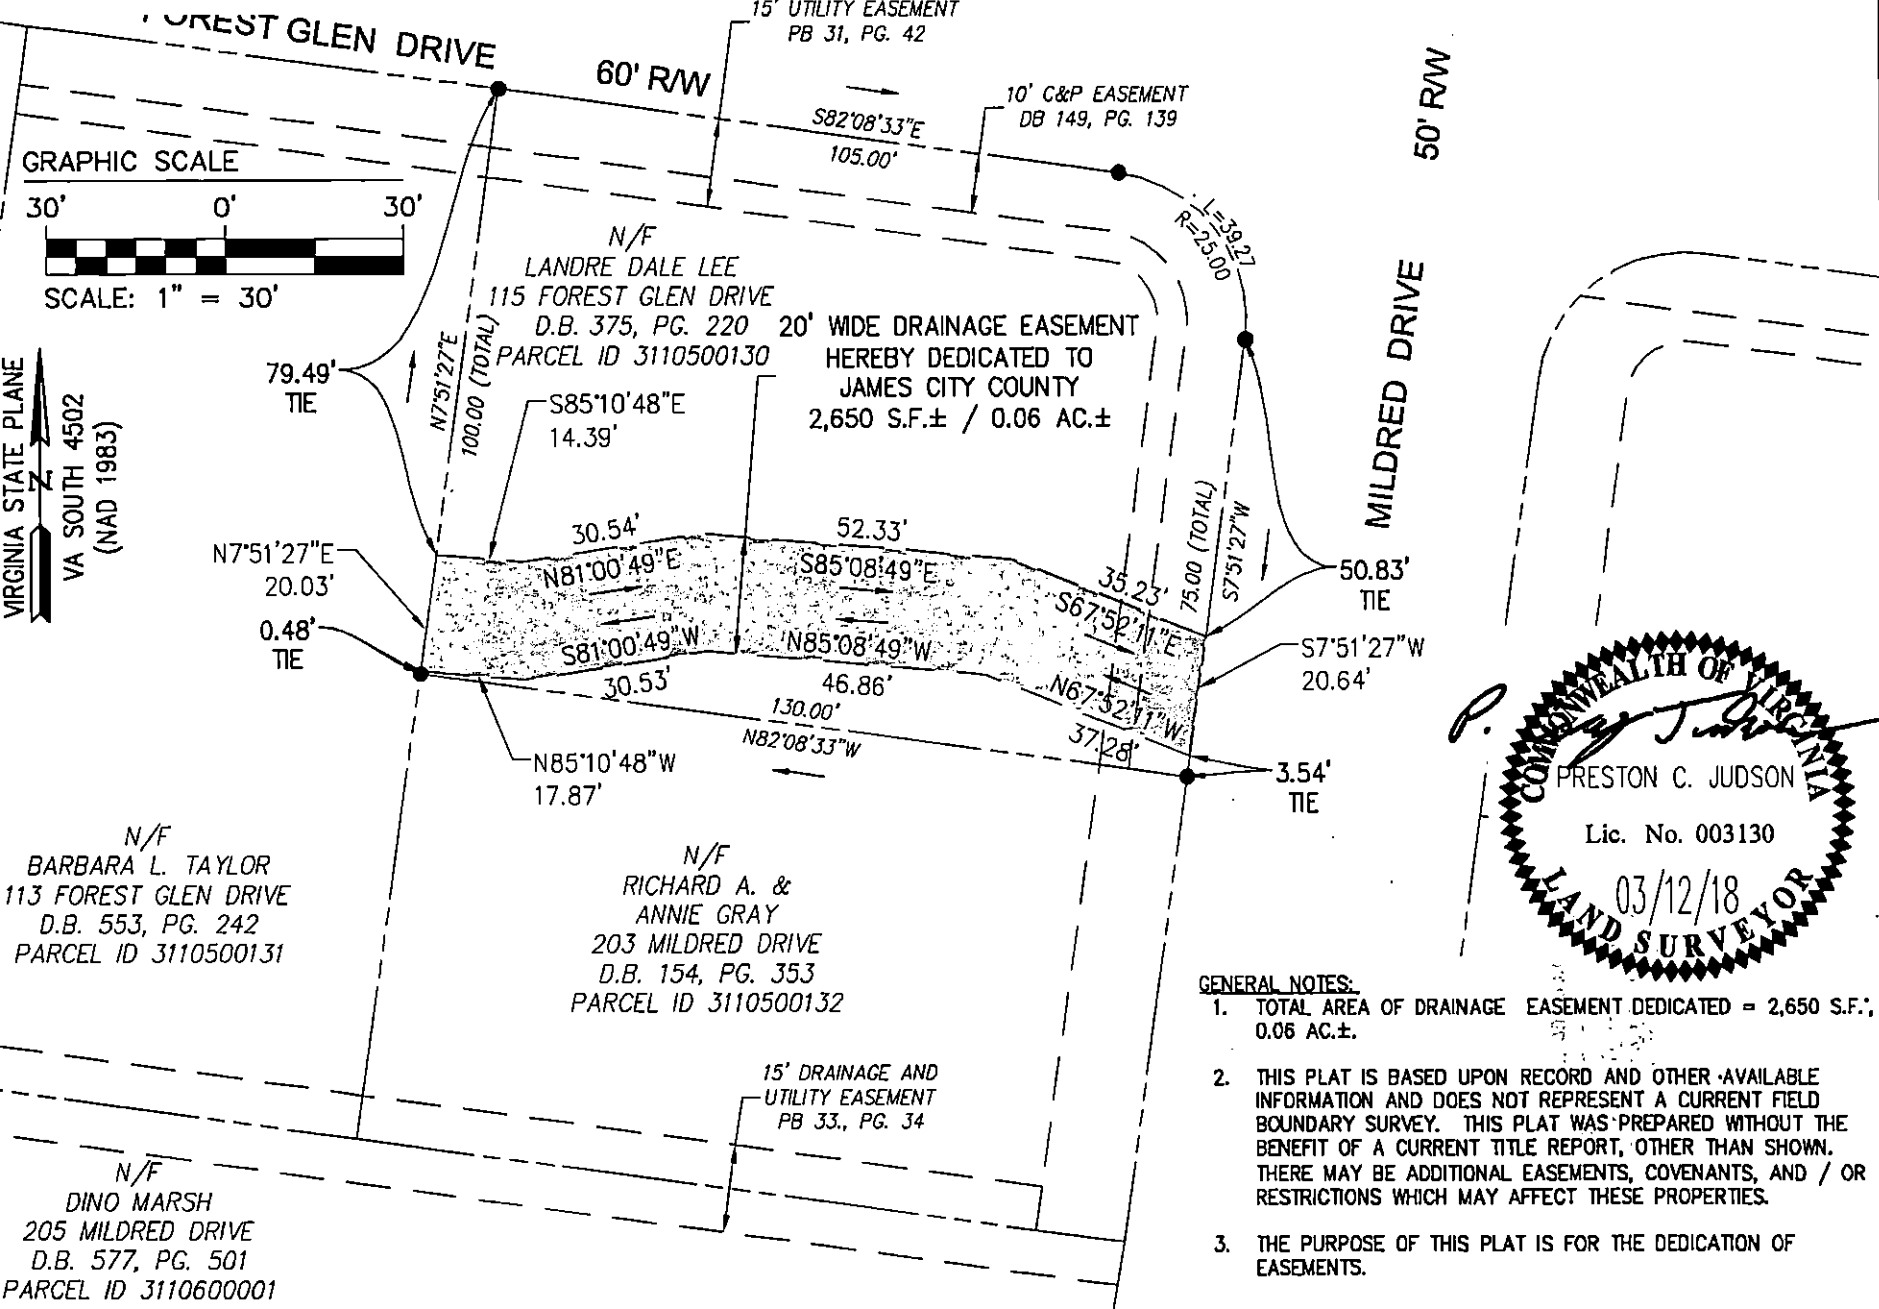 FOREST GLEN DRIVE
60' R/W
15' UTILITY EASEMENT
PB 31, PG. 42
10' C&P EASEMENT
DB 149, PG. 139
S82°08'33"E
105.00'
50' R/W
MILDRED DRIVE
L=39.27
R=25.00
GRAPHIC SCALE
30' 0' 30'
SCALE: 1" = 30'
VIRGINIA STATE PLANE
VA SOUTH 4502
(NAD 1983)
N
N/F
LANDRE DALE LEE
115 FOREST GLEN DRIVE
D.B. 375, PG. 220
PARCEL ID 3110500130
20' WIDE DRAINAGE EASEMENT
HEREBY DEDICATED TO
JAMES CITY COUNTY
2,650 S.F.± / 0.06 AC.±
79.49'
TIE
N7°51'27"E
100.00 (TOTAL)
S85°10'48"E
14.39'
N7°51'27"E
20.03'
0.48'
TIE
30.54'
N81°00'49"E
52.33'
S85°08'49"E
35.23'
S67°52'11"E
75.00 (TOTAL)
S7°51'27"W
50.83'
TIE
S7°51'27"W
20.64'
S81°00'49"W
30.53'
N85°08'49"W
46.86'
N67°52'11"W
37.28'
130.00'
N82°08'33"W
N85°10'48"W
17.87'
3.54'
TIE
COMMONWEALTH OF VIRGINIA
PRESTON C. JUDSON
Lic. No. 003130
03/12/18
LAND SURVEYOR
N/F
BARBARA L. TAYLOR
113 FOREST GLEN DRIVE
D.B. 553, PG. 242
PARCEL ID 3110500131
N/F
RICHARD A. &
ANNIE GRAY
203 MILDRED DRIVE
D.B. 154, PG. 353
PARCEL ID 3110500132
15' DRAINAGE AND
UTILITY EASEMENT
PB 33., PG. 34
N/F
DINO MARSH
205 MILDRED DRIVE
D.B. 577, PG. 501
PARCEL ID 3110600001
GENERAL NOTES:
1. TOTAL AREA OF DRAINAGE EASEMENT DEDICATED = 2,650 S.F.
0.06 AC.±.
2. THIS PLAT IS BASED UPON RECORD AND OTHER AVAILABLE
INFORMATION AND DOES NOT REPRESENT A CURRENT FIELD
BOUNDARY SURVEY. THIS PLAT WAS PREPARED WITHOUT THE
BENEFIT OF A CURRENT TITLE REPORT, OTHER THAN SHOWN.
THERE MAY BE ADDITIONAL EASEMENTS, COVENANTS, AND / OR
RESTRICTIONS WHICH MAY AFFECT THESE PROPERTIES.
3. THE PURPOSE OF THIS PLAT IS FOR THE DEDICATION OF
EASEMENTS.